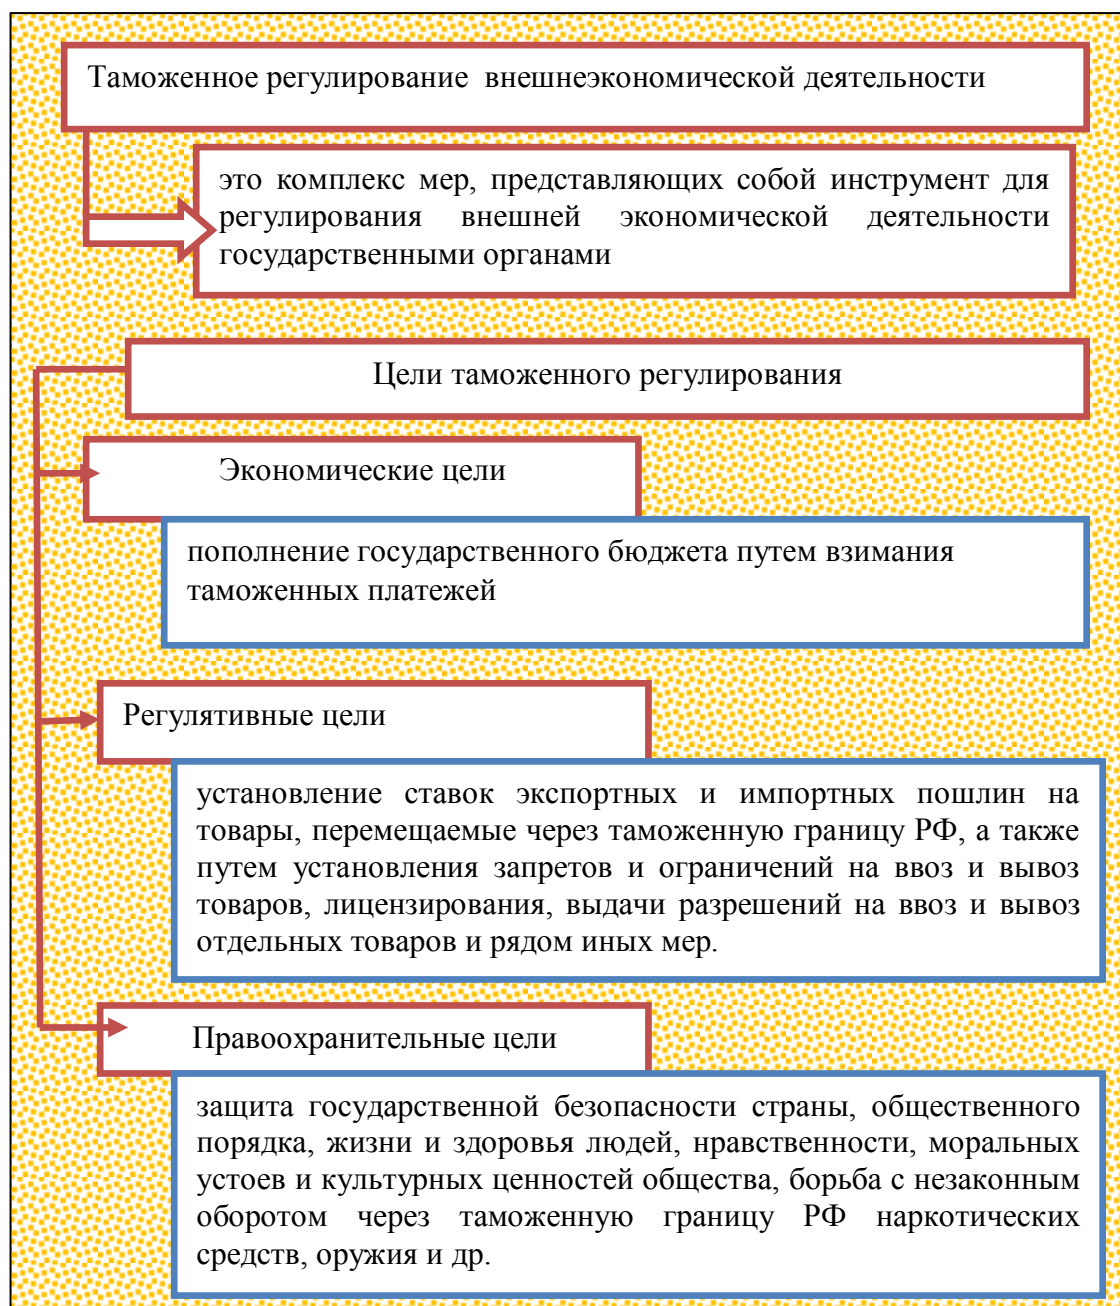 Таможенное регулирование внешнеэкономической деятельности
это комплекс мер, представляющих собой инструмент для
регулирования внешней экономической деятельности
государственными органами
Цели таможенного регулирования
Экономические цели
пополнение государственного бюджета путем взимания
таможенных платежей
Регулятивные цели
установление ставок экспортных и импортных пошлин на
товары, перемещаемые через таможенную границу РФ, а также
путем установления запретов и ограничений на ввоз и вывоз
товаров, лицензирования, выдачи разрешений на ввоз и вывоз
отдельных товаров и рядом иных мер.
Правоохранительные цели
защита государственной безопасности страны, общественного
порядка, жизни и здоровья людей, нравственности, моральных
устоев и культурных ценностей общества, борьба с незаконным
оборотом через таможенную границу РФ наркотических
средств, оружия и др.